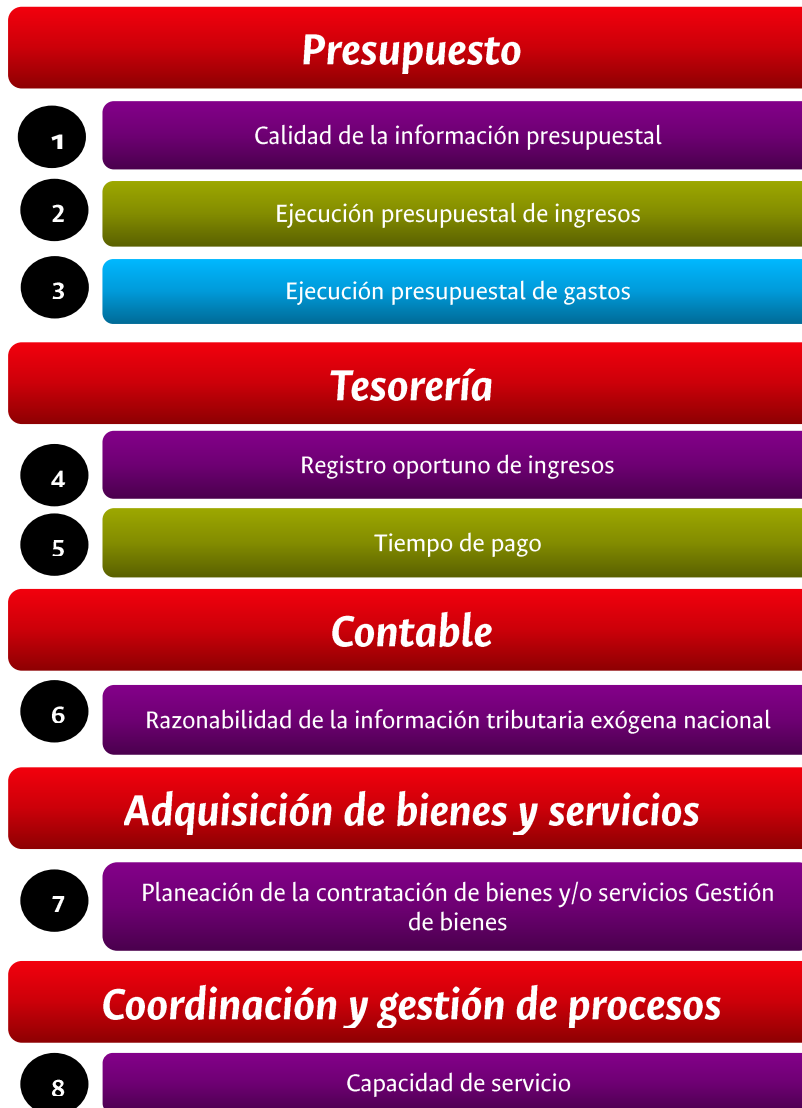 Presupuesto
1
Calidad de la información presupuestal
2
Ejecución presupuestal de ingresos
3
Ejecución presupuestal de gastos
Tesorería
4
Registro oportuno de ingresos
5
Tiempo de pago
Contable
6
Razonabilidad de la información tributaria exógena nacional
Adquisición de bienes y servicios
7
Planeación de la contratación de bienes y/o servicios Gestión
de bienes
Coordinación y gestión de procesos
8
Capacidad de servicio